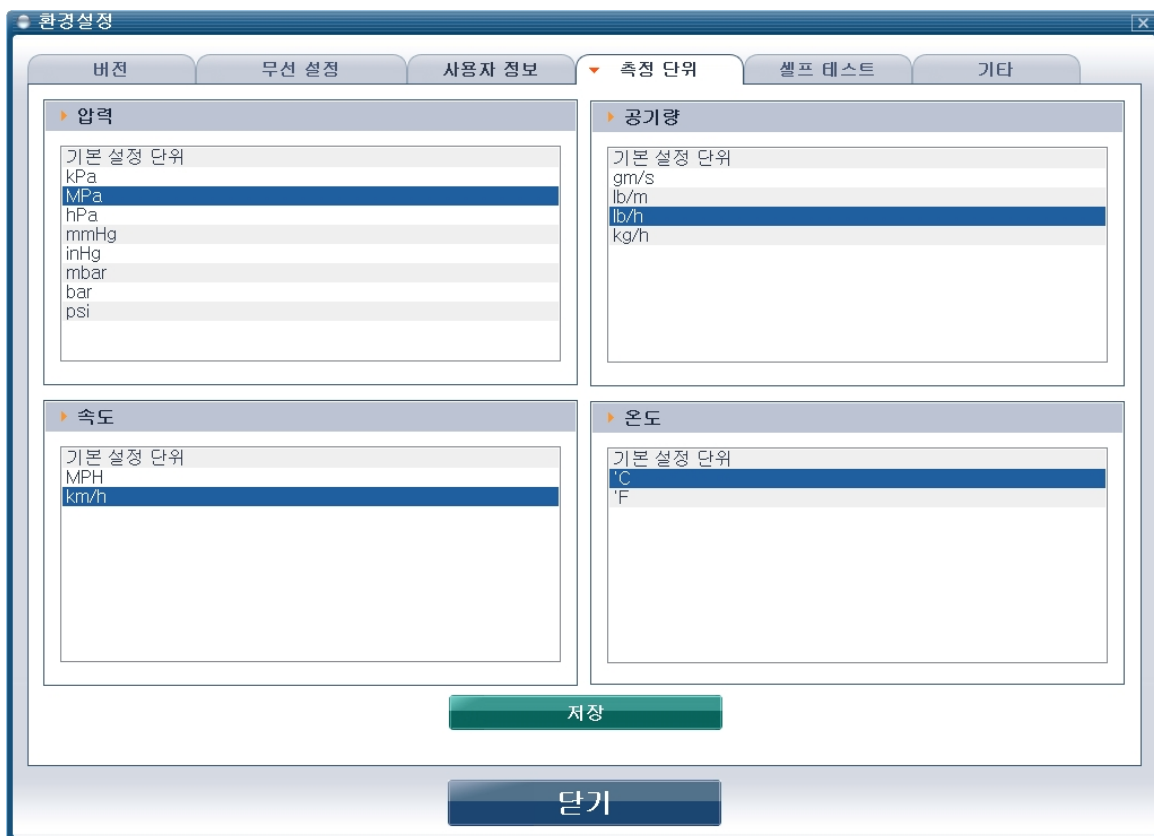 환경설정
버전
무선 설정
사용자 정보
측정 단위
셀프 테스트
기타
압력
기본 설정 단위
kPa
MPa
hPa
mmHg
inHg
mbar
bar
psi
공기량
기본 설정 단위
gm/s
lb/m
lb/h
kg/h
속도
기본 설정 단위
MPH
km/h
온도
기본 설정 단위
'C
'F
저장
닫기